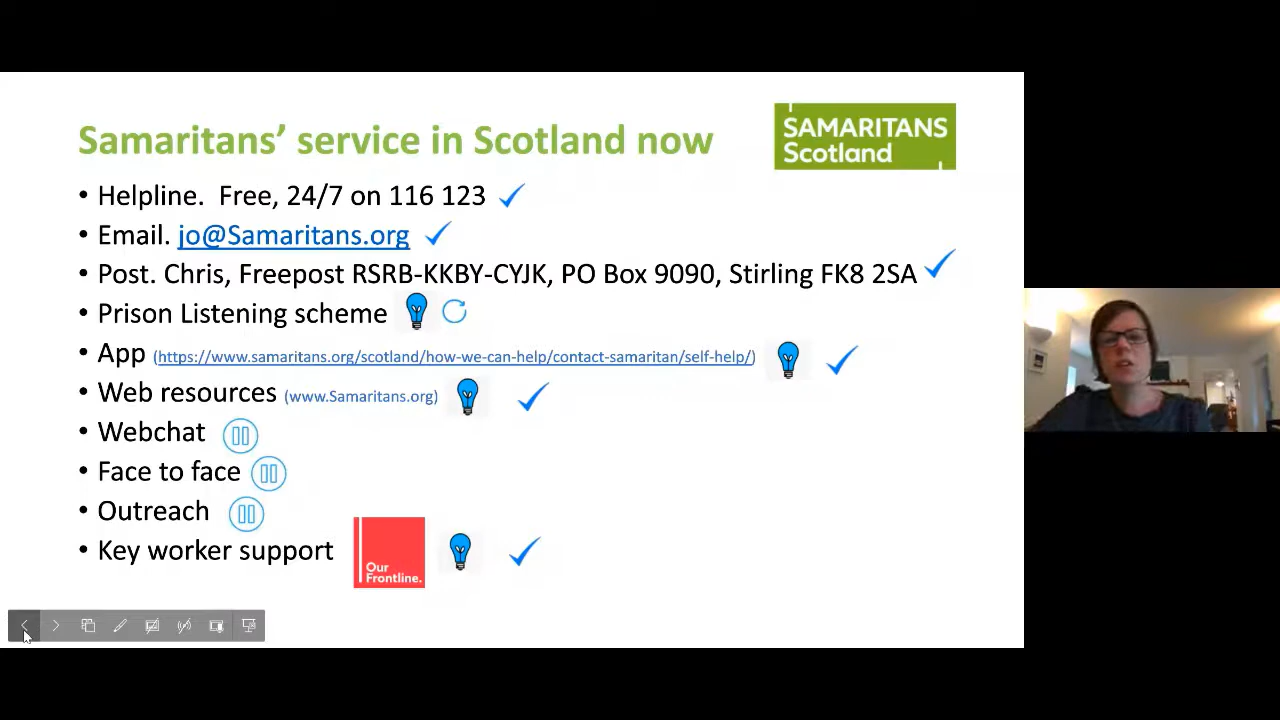 Samaritans’ service in Scotland now
SAMARITANS
Scotland
• Helpline. Free, 24/7 on 116 123
• Email. jo@Samaritans.org
• Post. Chris, Freepost RSRB-KKBY-CYJK, PO Box 9090, Stirling FK8 2SA
• Prison Listening scheme
• App (https://www.samaritans.org/scotland/how-we-can-help/contact-samaritan/self-help/)
• Web resources (www.Samaritans.org)
• Webchat
• Face to face
• Outreach
• Key worker support
Our
Frontline.